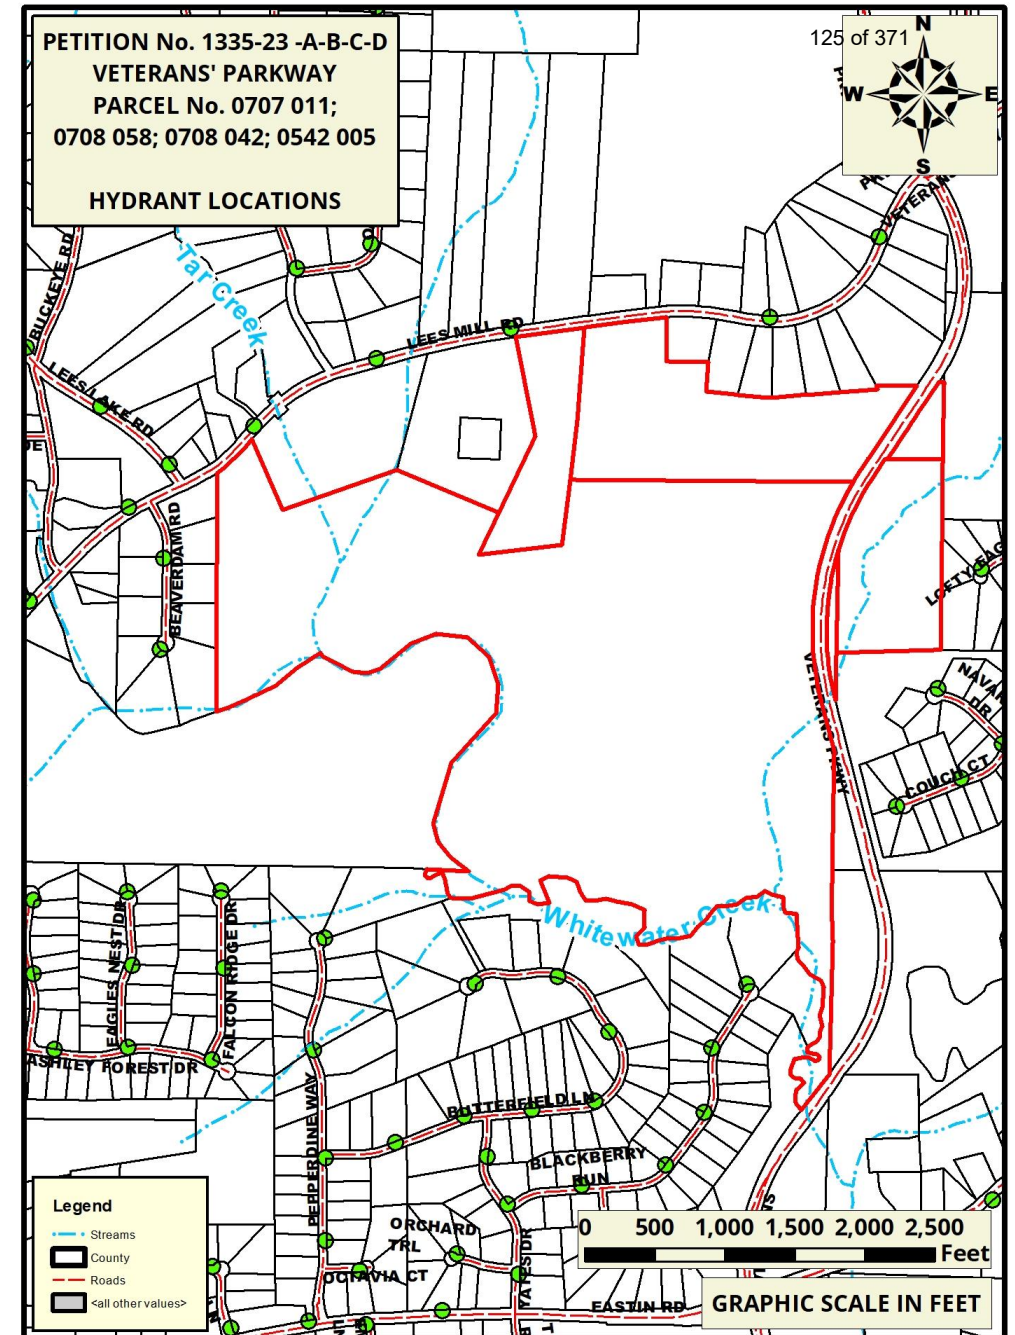 PETITION No. 1335-23 -A-B-C-D
VETERANS' PARKWAY
PARCEL No. 0707 011;
0708 058; 0708 042; 0542 005
HYDRANT LOCATIONS
125 of 371
N
W
E
S
VETERANS
BUCKEYE RD
Tar Creek
LEES MILL RD
LEES LAKE RD
BEAVERDAM RD
LOFTY EAG
NAVA
DR
VETERANS PKWY
COUCH CT
Whitewater Creek
EAGLES NEST DR
FALCON RIDGE DR
ASHLEY FOREST DR
PEPPERDINE WAY
BUTTERFIELD LN
BLACKBERRY
RUN
ORCHARD
TRL
OCTAVIA CT
YATES DR
EASTIN RD
Legend
Streams
County
Roads
<all other values>
0 500 1,000 1,500 2,000 2,500
Feet
GRAPHIC SCALE IN FEET